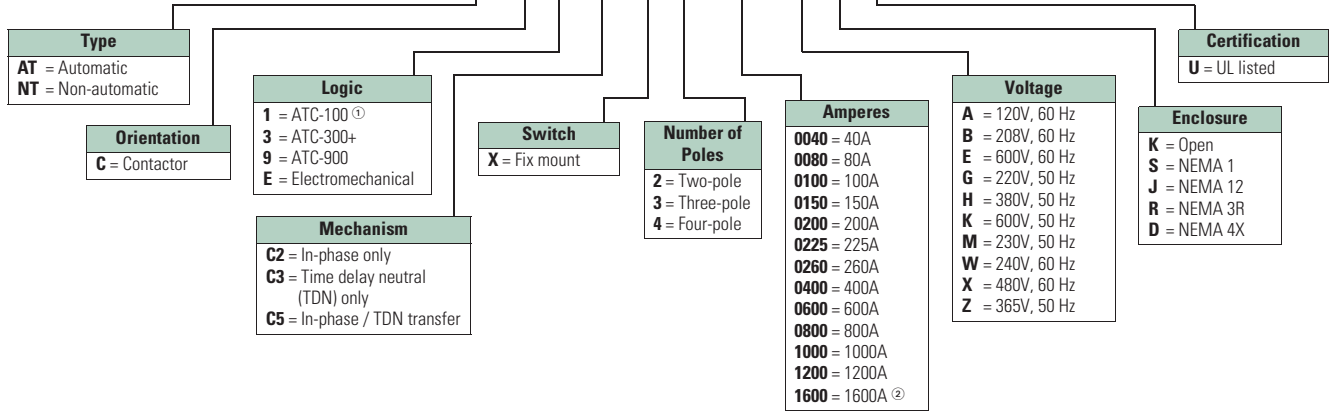 Type
AT = Automatic
NT = Non-automatic
Orientation
C = Contactor
Logic
1 = ATC-100 ①
3 = ATC-300+
9 = ATC-900
E = Electromechanical
Mechanism
C2 = In-phase only
C3 = Time delay neutral
(TDN) only
C5 = In-phase / TDN transfer
Switch
X = Fix mount
Number of
Poles
2 = Two-pole
3 = Three-pole
4 = Four-pole
Amperes
0040 = 40A
0080 = 80A
0100 = 100A
0150 = 150A
0200 = 200A
0225 = 225A
0260 = 260A
0400 = 400A
0600 = 600A
0800 = 800A
1000 = 1000A
1200 = 1200A
1600 = 1600A ②
Voltage
A = 120V, 60 Hz
B = 208V, 60 Hz
E = 600V, 60 Hz
G = 220V, 50 Hz
H = 380V, 50 Hz
K = 600V, 50 Hz
M = 230V, 50 Hz
W = 240V, 60 Hz
X = 480V, 60 Hz
Z = 365V, 50 Hz
Enclosure
K = Open
S = NEMA 1
J = NEMA 12
R = NEMA 3R
D = NEMA 4X
Certification
U = UL listed